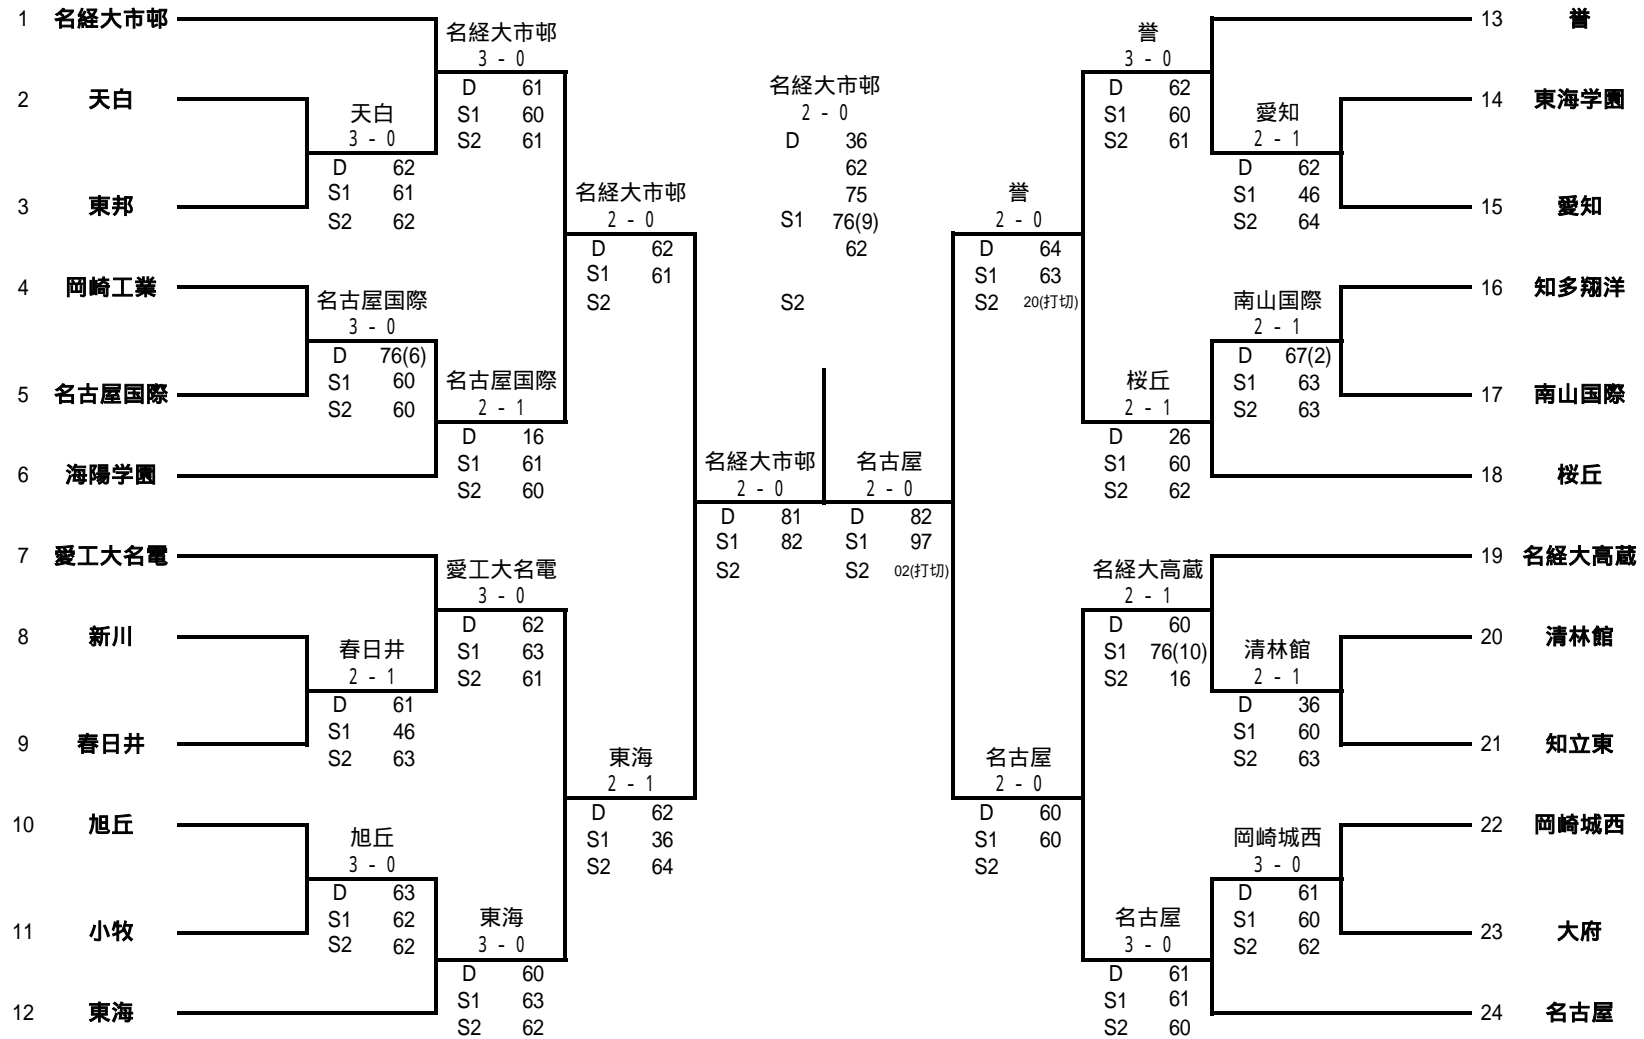 1 名経大市邨
名経大市邨
3 - 0
D 61
S1 60
S2 61
2 天白
天白
3 - 0
D 62
S1 61
S2 62
3 東邦
名経大市邨
2 - 0
D 62
S1 61
S2
4 岡崎工業
名古屋国際
3 - 0
D 76(6)
S1 60
S2 60
5 名古屋国際
名古屋国際
2 - 1
D 16
S1 61
S2 60
6 海陽学園
名経大市邨
2 - 0
D 81
S1 82
S2
7 愛工大名電
愛工大名電
3 - 0
D 62
S1 63
S2 61
8 新川
春日井
2 - 1
D 61
S1 46
S2 63
9 春日井
東海
2 - 1
D 62
S1 36
S2 64
10 旭丘
旭丘
3 - 0
D 63
S1 62
S2 62
11 小牧
東海
3 - 0
D 60
S1 63
S2 62
12 東海
名経大市邨
2 - 0
D 36
62
75
S1 76(9)
62
S2
誉
3 - 0
D 62
S1 60
S2 61
13 誉
14 東海学園
愛知
2 - 1
D 62
S1 46
S2 64
15 愛知
誉
2 - 0
D 64
S1 63
S2 20(打切)
16 知多翔洋
南山国際
2 - 1
D 67(2)
S1 63
S2 63
17 南山国際
桜丘
2 - 1
D 26
S1 60
S2 62
18 桜丘
名古屋
2 - 0
D 82
S1 97
S2 02(打切)
19 名経大高蔵
名経大高蔵
2 - 1
D 60
S1 76(10)
S2 16
20 清林館
清林館
2 - 1
D 36
S1 60
S2 63
21 知立東
名古屋
2 - 0
D 60
S1 60
S2
22 岡崎城西
岡崎城西
3 - 0
D 61
S1 60
S2 62
23 大府
名古屋
3 - 0
D 61
S1 61
S2 60
24 名古屋